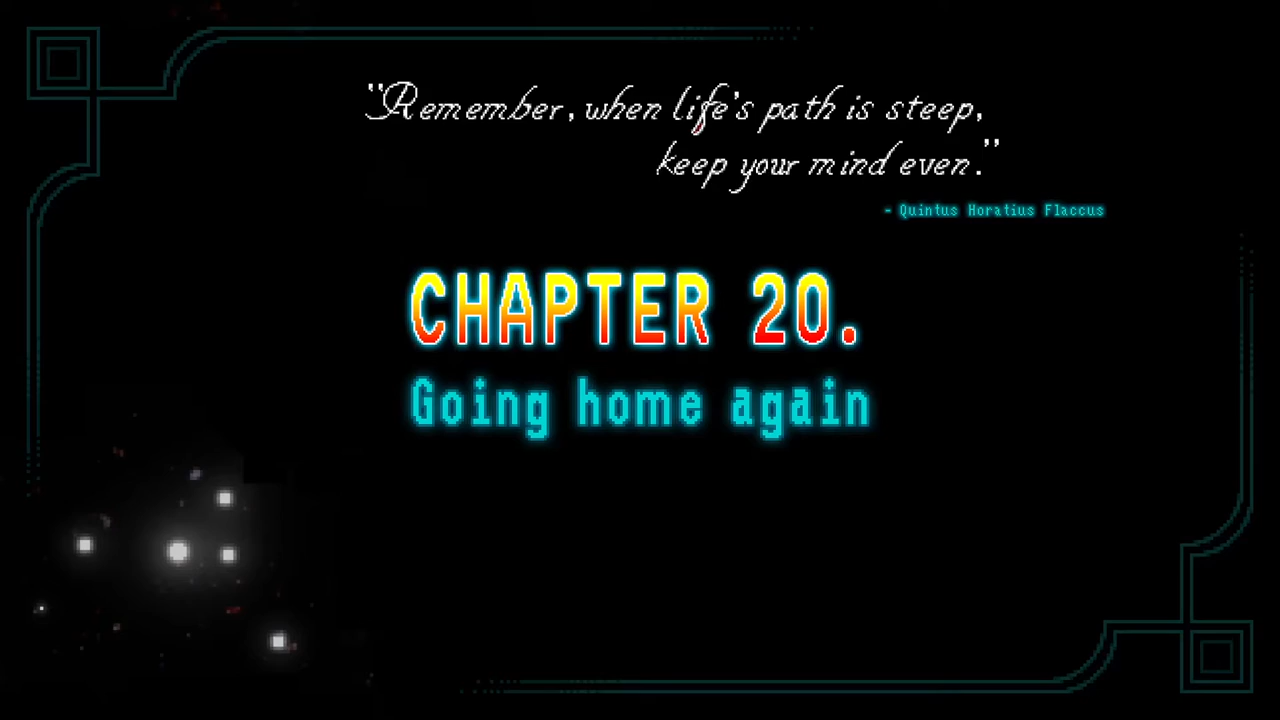 "Remember, when life's path is steep,
keep your mind even."
- Quintus Horatius Flaccus
CHAPTER 20.
Going home again